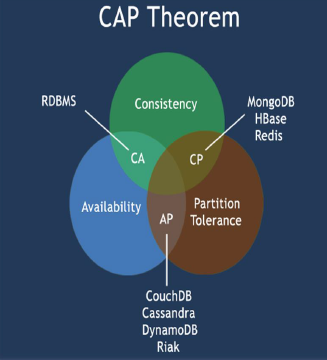 CAP Theorem
RDBMS
Consistency
MongoDB
HBase
Redis
CA
CP
Availability
Partition
Tolerance
AP
CouchDB
Cassandra
DynamoDB
Riak